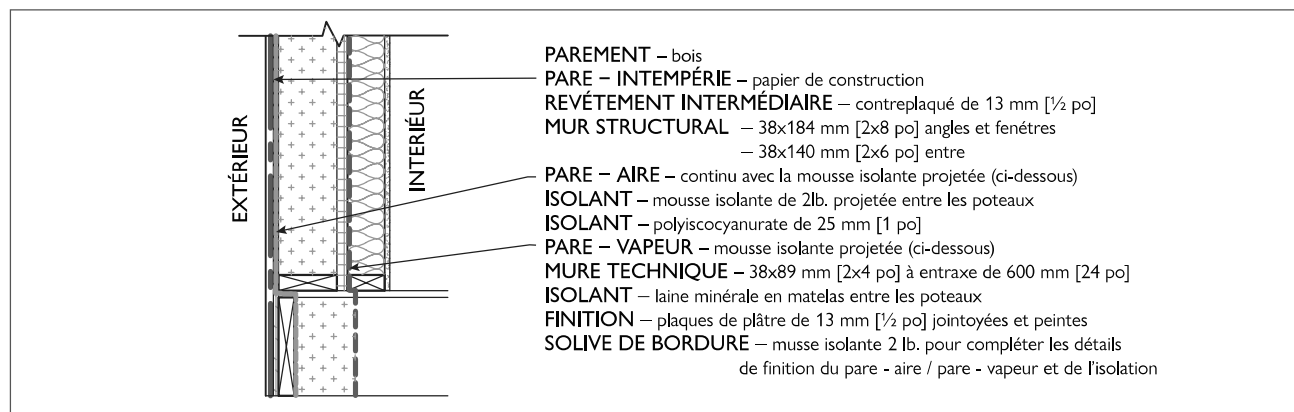 EXTÉRIEUR
INTERIÉUR
PAREMENT – bois
PARE – INTEMPÉRIE – papier de construction
REVÉTEMENT INTERMÉDIAIRE – contreplaqué de 13 mm [½ po]
MUR STRUCTURAL – 38x184 mm [2x8 po] angles et fenétres
– 38x140 mm [2x6 po] entre
PARE – AIRE – continu avec la mousse isolante projetée (ci-dessous)
ISOLANT – mousse isolante de 2lb. projetée entre les poteaux
ISOLANT – polyiscocyanurate de 25 mm [1 po]
PARE – VAPEUR – mousse isolante projetée (ci-dessous)
MURE TECHNIQUE – 38x89 mm [2x4 po] à entraxe de 600 mm [24 po]
ISOLANT – laine minérale en matelas entre les poteaux
FINITION – plaques de plâtre de 13 mm [½ po] jointoyées et peintes
SOLIVE DE BORDURE – musse isolante 2 lb. pour compléter les détails
de finition du pare - aire / pare - vapeur et de l'isolation